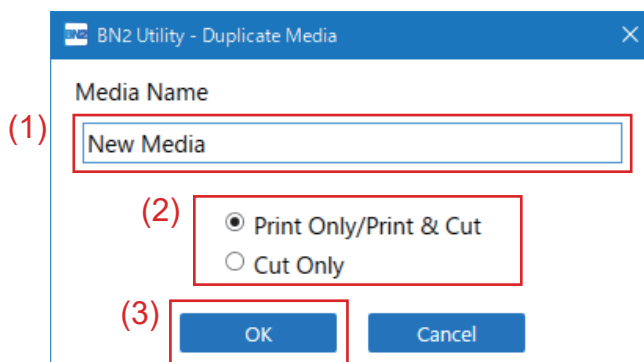 BN2 BN2 Utility - Duplicate Media
Media Name
(1) New Media
(2) Print Only/Print & Cut
Cut Only
(3) OK Cancel